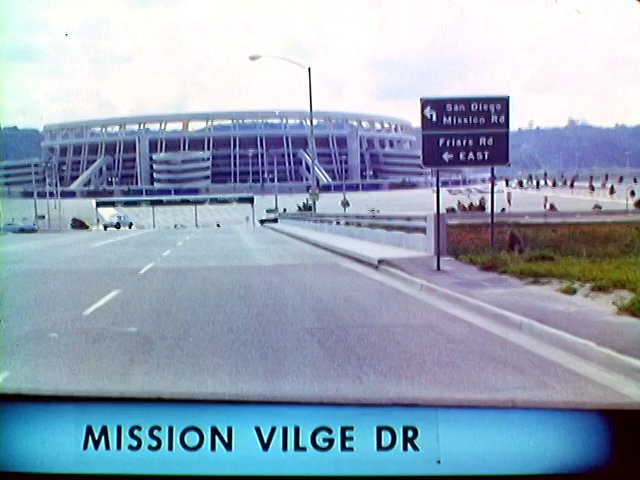 San Diego
Mission Rd
Friars Rd
EAST
MISSION VILGE DR